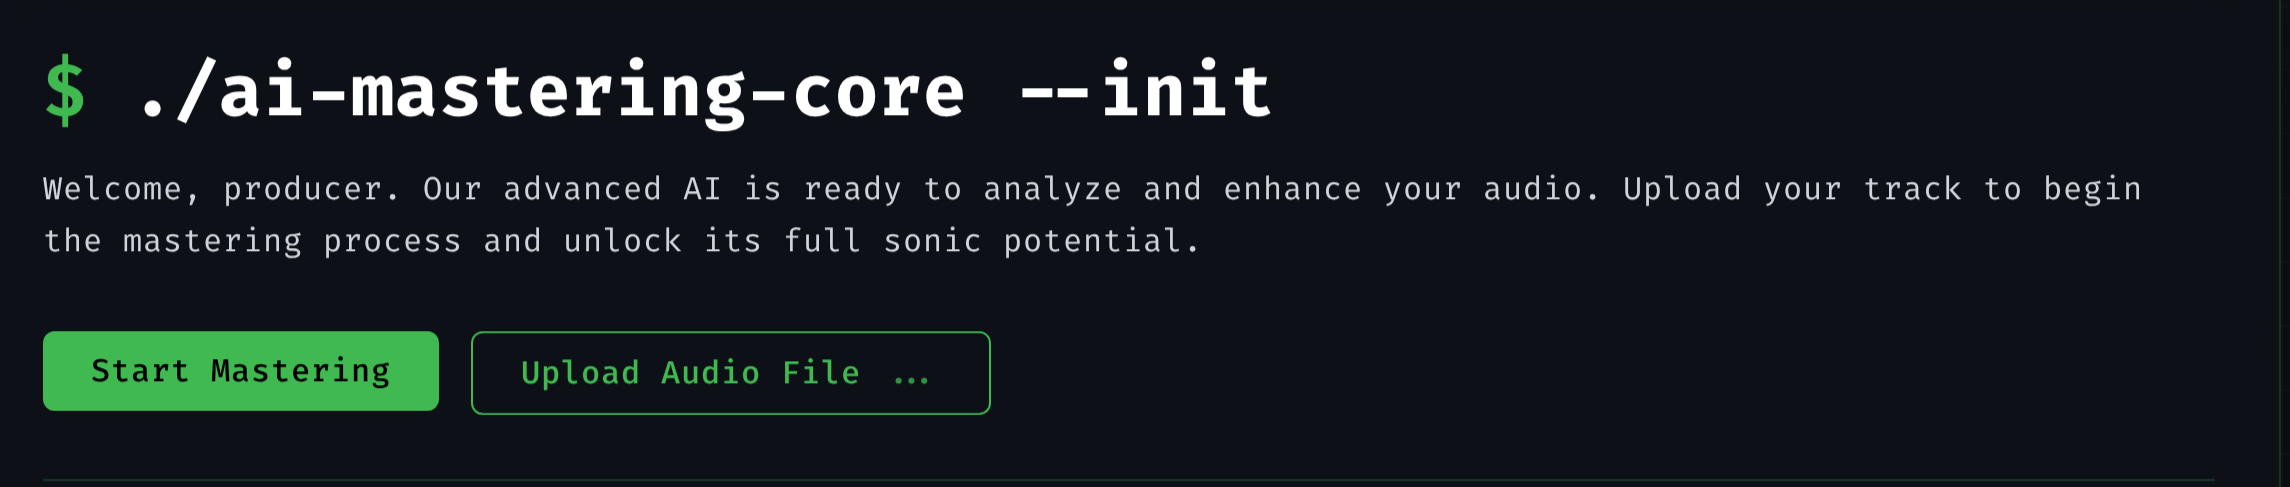 $ ./ai-mastering-core --init
Welcome, producer. Our advanced AI is ready to analyze and enhance your audio. Upload your track to begin
the mastering process and unlock its full sonic potential.
Start Mastering
Upload Audio File ...